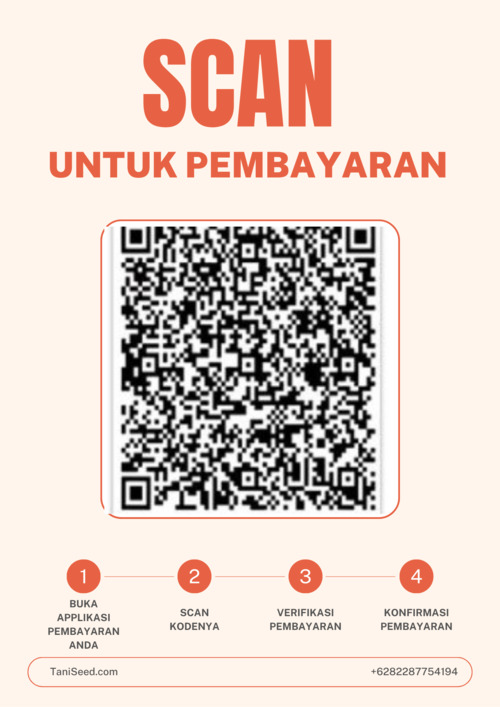 SCAN
UNTUK PEMBAYARAN
1
BUKA
APPLIKASI
PEMBAYARAN
ANDA
2
SCAN
KODENYA
3
VERIFIKASI
PEMBAYARAN
4
KONFIRMASI
PEMBAYARAN
TaniSeed.com
+6282287754194